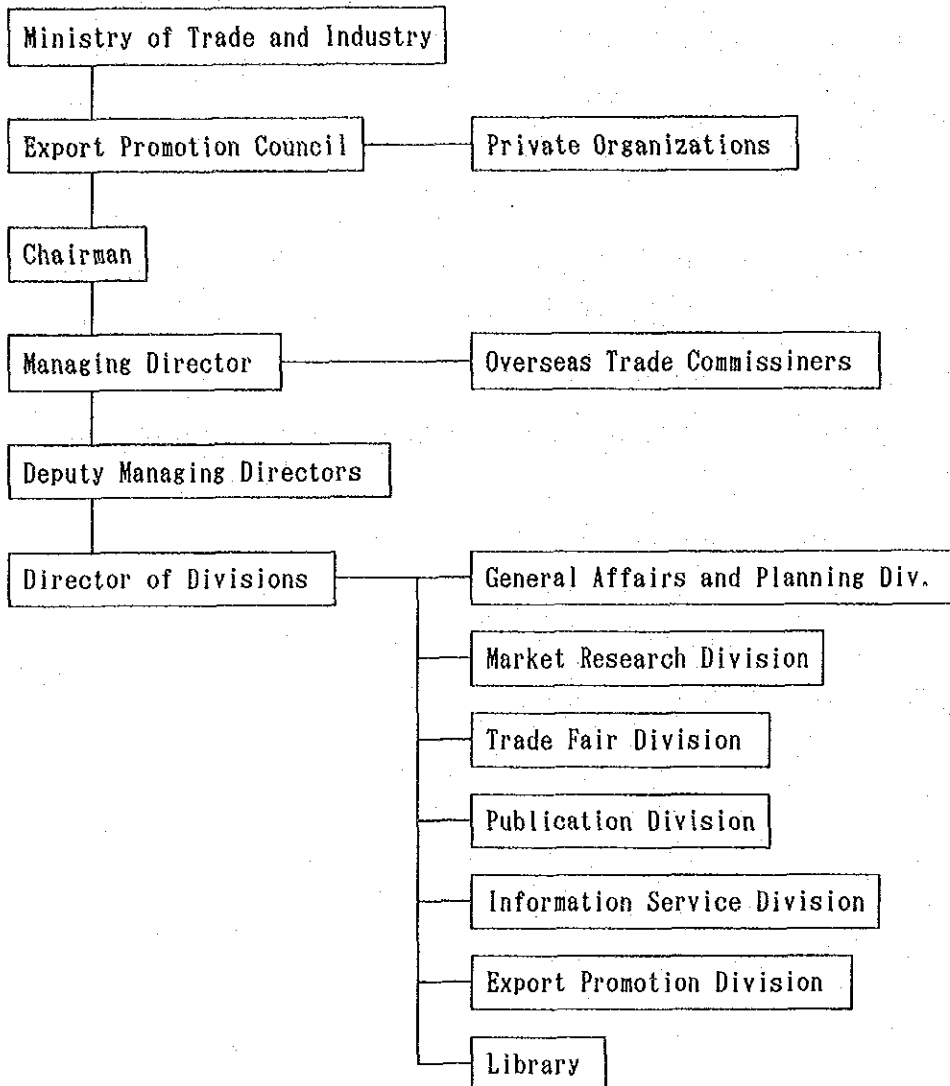 Ministry of Trade and Industry
Export Promotion Council
Private Organizations
Chairman
Managing Director
Overseas Trade Commissiners
Deputy Managing Directors
Director of Divisions
General Affairs and Planning Div.
Market Research Division
Trade Fair Division
Publication Division
Information Service Division
Export Promotion Division
Library